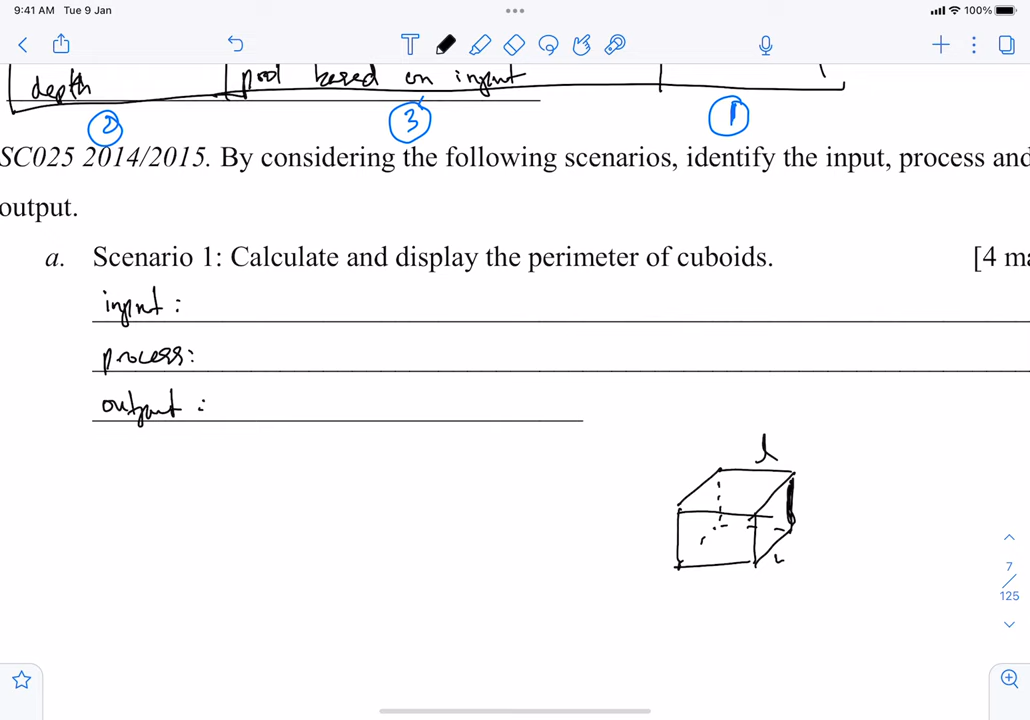 9:41 AM Tue 9 Jan
100%
depth pool based on input
2 3 1
SC025 2014/2015. By considering the following scenarios, identify the input, process and
output.
a. Scenario 1: Calculate and display the perimeter of cuboids. [4 ma
input:
process:
output :
l
7
125